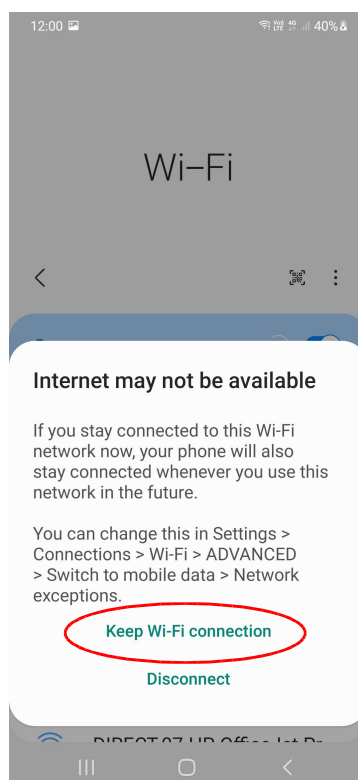 12:00 40%
Wi-Fi
Internet may not be available
If you stay connected to this Wi-Fi
network now, your phone will also
stay connected whenever you use this
network in the future.
You can change this in Settings >
Connections > Wi-Fi > ADVANCED
> Switch to mobile data > Network
exceptions.
Keep Wi-Fi connection
Disconnect